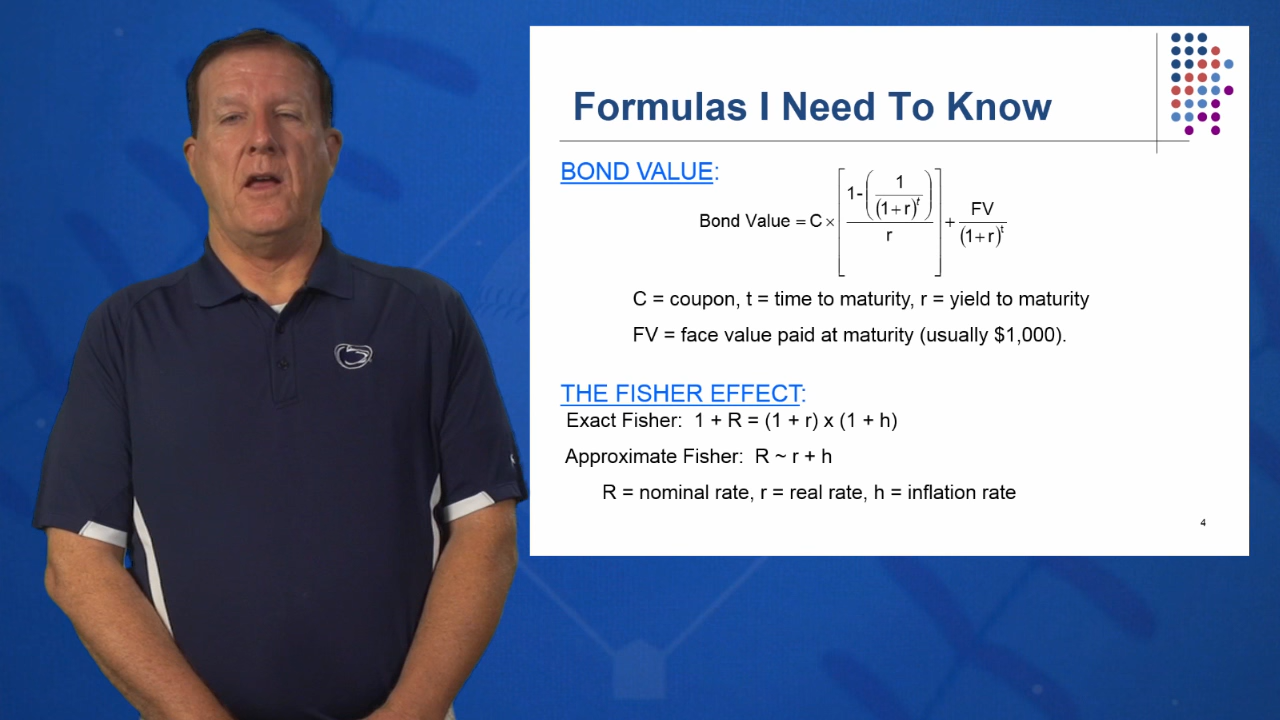 Formulas I Need To Know
BOND VALUE:
Bond Value = C × [ 1-( 1 / (1+r)^t ) / r ] + FV / (1+r)^t
C = coupon, t = time to maturity, r = yield to maturity
FV = face value paid at maturity (usually $1,000).
THE FISHER EFFECT:
Exact Fisher: 1 + R = (1 + r) x (1 + h)
Approximate Fisher: R ~ r + h
R = nominal rate, r = real rate, h = inflation rate
4